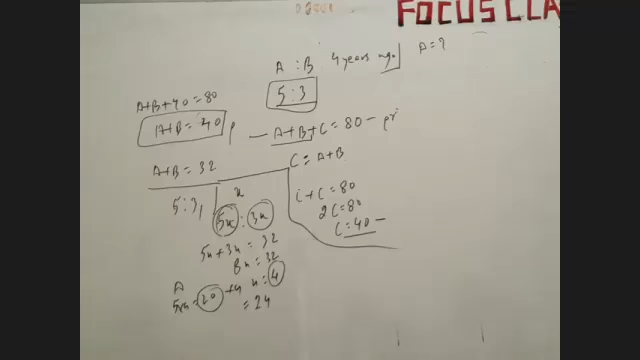 FOCUS CLA
A : B 4 years ago
A = ?
5 : 3
A+B+40 = 80
A+B = 40 p
A+B+C = 80 - pr
A+B = 32
C = A+B
5:3,
x
5x : 3x
C+C = 80
2C = 80
C = 40 -
5x+3x = 32
8x = 32
x = 4
A
5x = 20 + 4
= 24